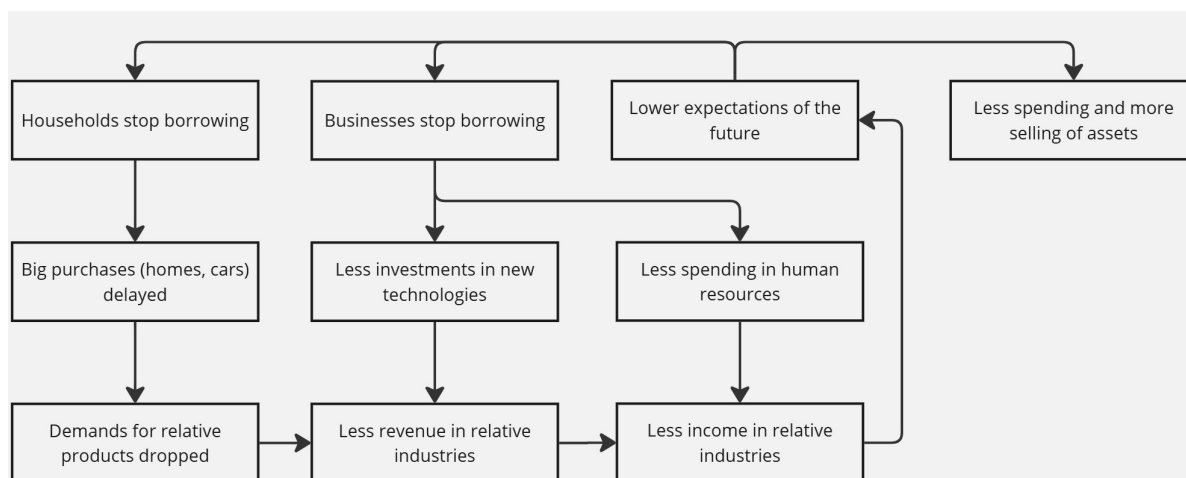 Households stop borrowing
Businesses stop borrowing
Lower expectations of the
future
Less spending and more
selling of assets
Big purchases (homes, cars)
delayed
Less investments in new
technologies
Less spending in human
resources
Demands for relative
products dropped
Less revenue in relative
industries
Less income in relative
industries